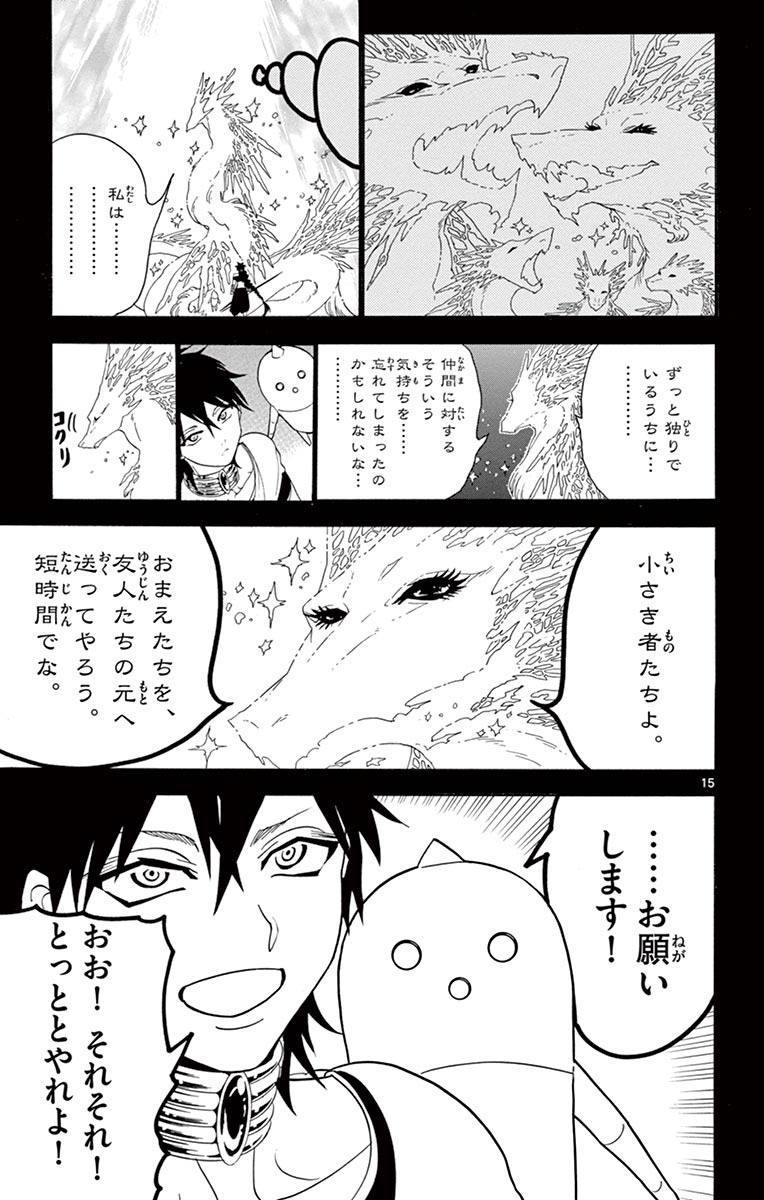 私は……
…………
…………
ずっと独りで
いるうちに…
………
仲間に対する
そういう
気持ちを……
忘れてしまったの
かもしれないな…
………
コクリ
小さき者たちよ。
おまえたちを、
友人たちの元へ
送ってやろう。
短時間でな。
15
……お願い
します！
おお！それそれ！
とっととやれよ！